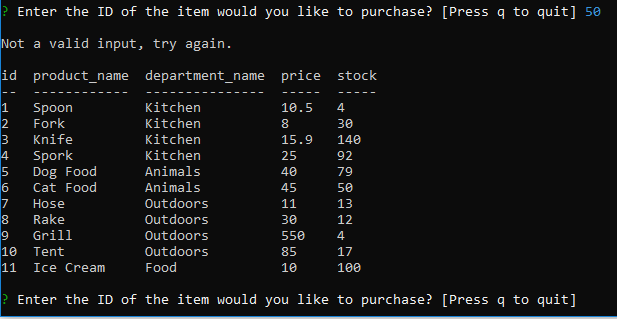 ? Enter the ID of the item would you like to purchase? [Press q to quit] 50
Not a valid input, try again.
id  product_name  department_name  price  stock
--  ------------  ---------------  -----  -----
1   Spoon         Kitchen          10.5   4
2   Fork          Kitchen          8      30
3   Knife         Kitchen          15.9   140
4   Spork         Kitchen          25     92
5   Dog Food      Animals          40     79
6   Cat Food      Animals          45     50
7   Hose          Outdoors         11     13
8   Rake          Outdoors         30     12
9   Grill         Outdoors         550    4
10  Tent          Outdoors         85     17
11  Ice Cream     Food             10     100
? Enter the ID of the item would you like to purchase? [Press q to quit]